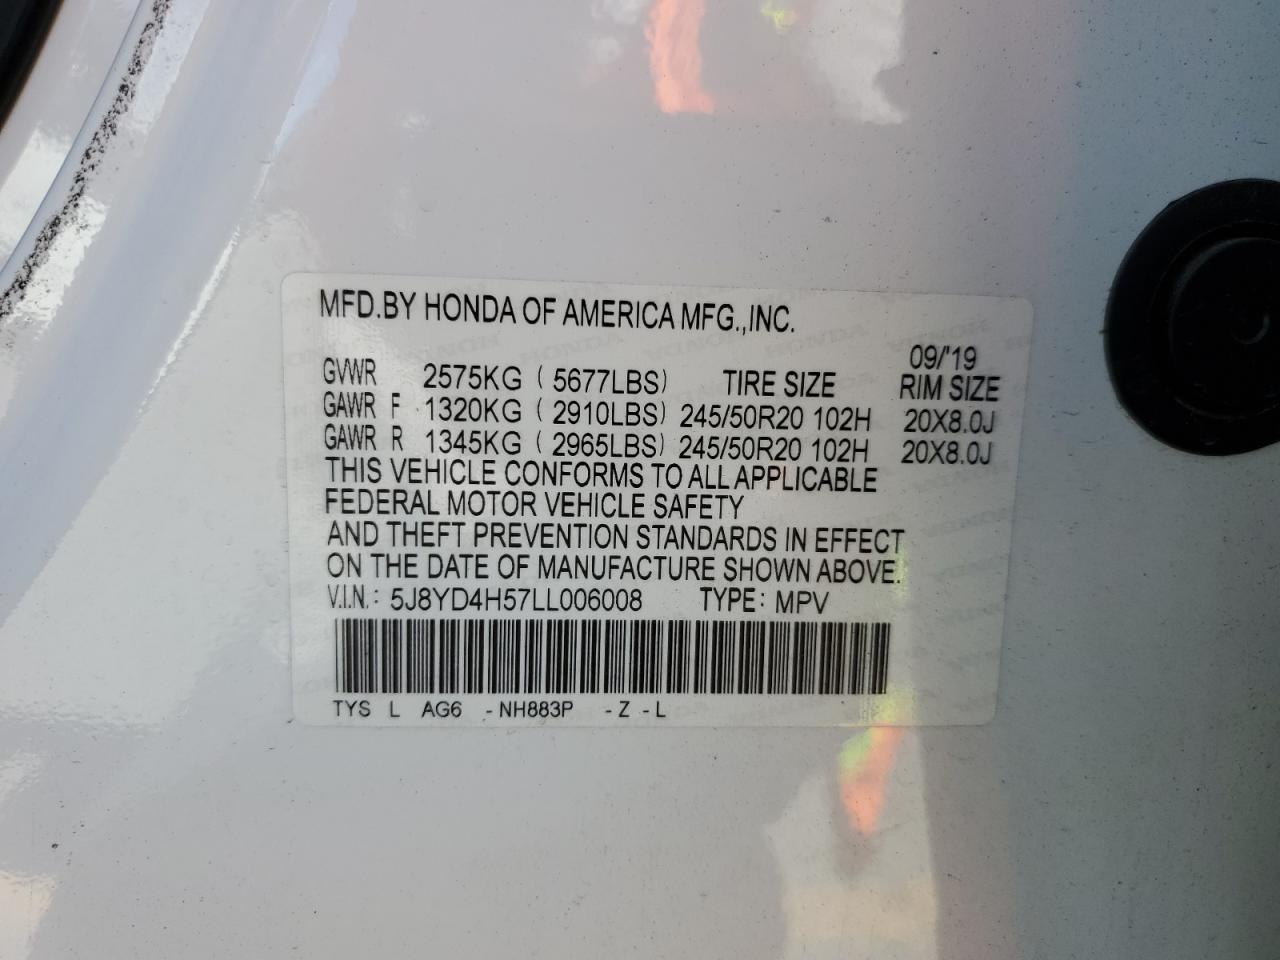 MFD.BY HONDA OF AMERICA MFG.,INC.
09/'19
GVWR 2575KG ( 5677LBS) TIRE SIZE RIM SIZE
GAWR F 1320KG ( 2910LBS) 245/50R20 102H 20X8.0J
GAWR R 1345KG ( 2965LBS) 245/50R20 102H 20X8.0J
THIS VEHICLE CONFORMS TO ALL APPLICABLE
FEDERAL MOTOR VEHICLE SAFETY
AND THEFT PREVENTION STANDARDS IN EFFECT
ON THE DATE OF MANUFACTURE SHOWN ABOVE.
V.I.N.: 5J8YD4H57LL006008 TYPE: MPV
TYS L AG6 -NH883P -Z -L